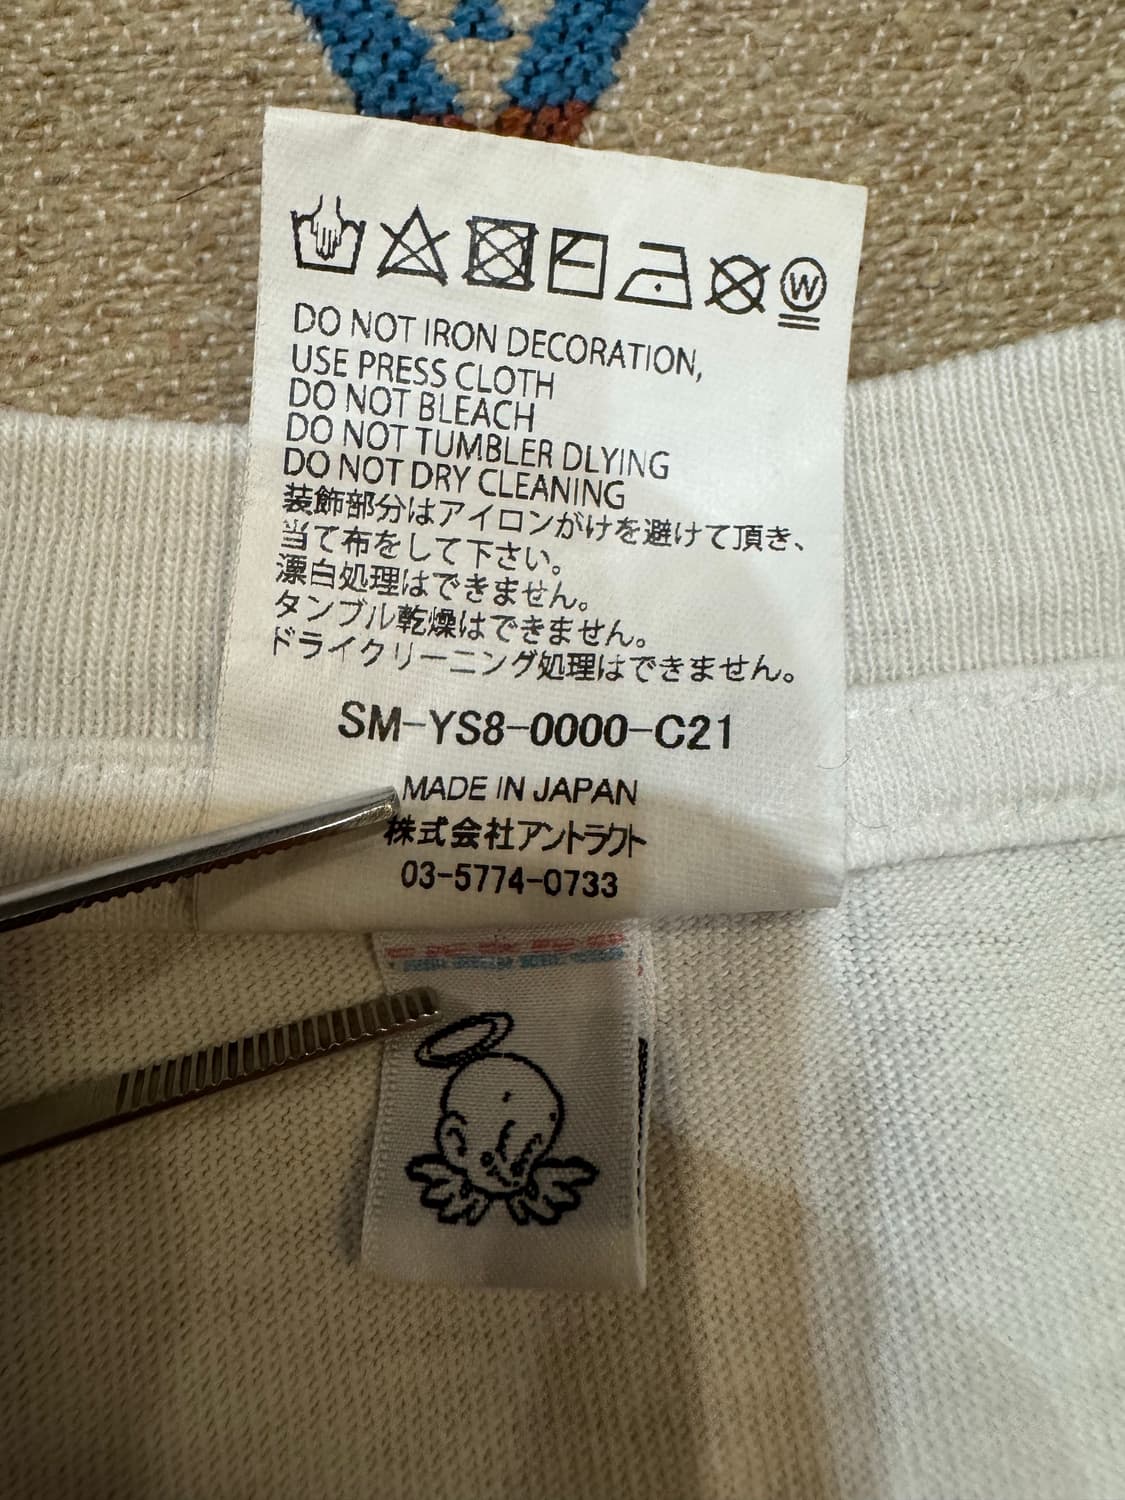 W
DO NOT IRON DECORATION,
USE PRESS CLOTH
DO NOT BLEACH
DO NOT TUMBLER DLYING
DO NOT DRY CLEANING
装飾部分はアイロンがけを避けて頂き、
当て布をして下さい。
漂白処理はできません。
タンブル乾燥はできません。
ドライクリーニング処理はできません。
SM-YS8-0000-C21
MADE IN JAPAN
株式会社アントラクト
03-5774-0733